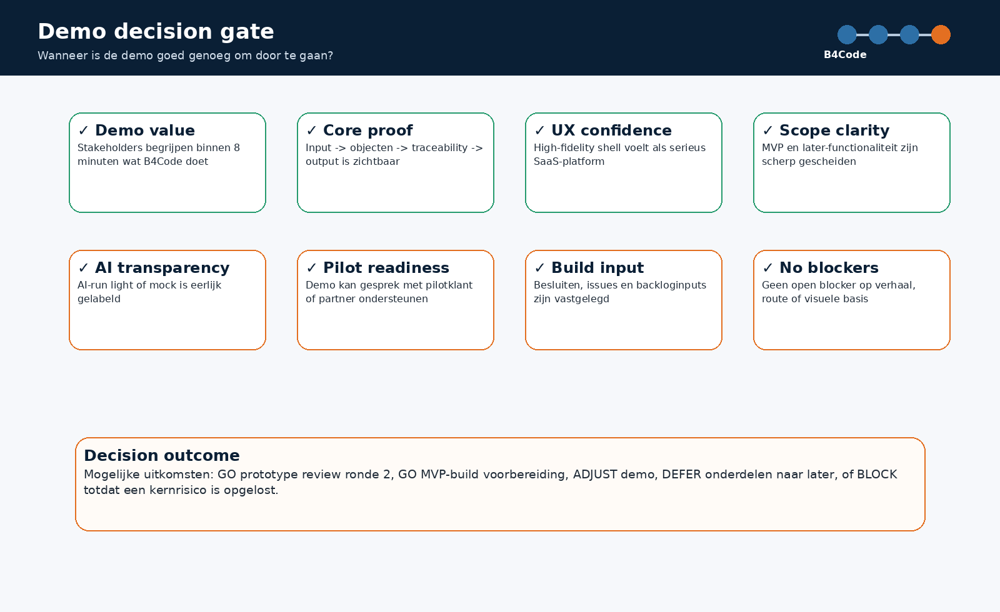 Demo decision gate
Wanneer is de demo goed genoeg om door te gaan?
B4Code
✓ Demo value
Stakeholders begrijpen binnen 8
minuten wat B4Code doet
✓ Core proof
Input -> objecten -> traceability ->
output is zichtbaar
✓ UX confidence
High-fidelity shell voelt als serieus
SaaS-platform
✓ Scope clarity
MVP en later-functionaliteit zijn
scherp gescheiden
✓ AI transparency
AI-run light of mock is eerlijk
gelabeld
✓ Pilot readiness
Demo kan gesprek met pilotklant
of partner ondersteunen
✓ Build input
Besluiten, issues en backloginputs
zijn vastgelegd
✓ No blockers
Geen open blocker op verhaal,
route of visuele basis
Decision outcome
Mogelijke uitkomsten: GO prototype review ronde 2, GO MVP-build voorbereiding, ADJUST demo, DEFER onderdelen naar later, of BLOCK
totdat een kernrisico is opgelost.